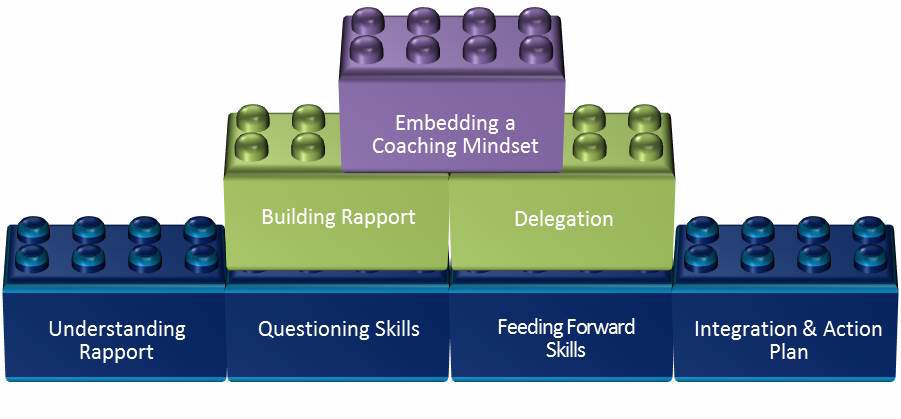 Embedding a
Coaching Mindset
Building Rapport
Delegation
Understanding
Rapport
Questioning Skills
Feeding Forward
Skills
Integration & Action
Plan